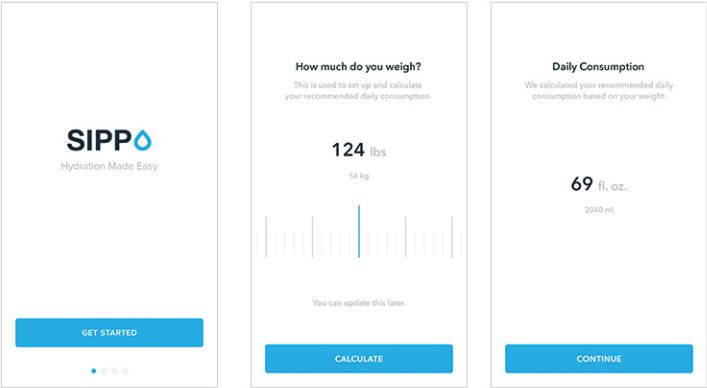 SIPPO
Hydration Made Easy
GET STARTED
How much do you weigh?
This is used to set up and calculate
your recommended daily consumption.
124 lbs
56 kg
You can update this later.
CALCULATE
Daily Consumption
We calculated your recommended daily
consumption based on your weight.
69 fl. oz.
2040 ml
CONTINUE